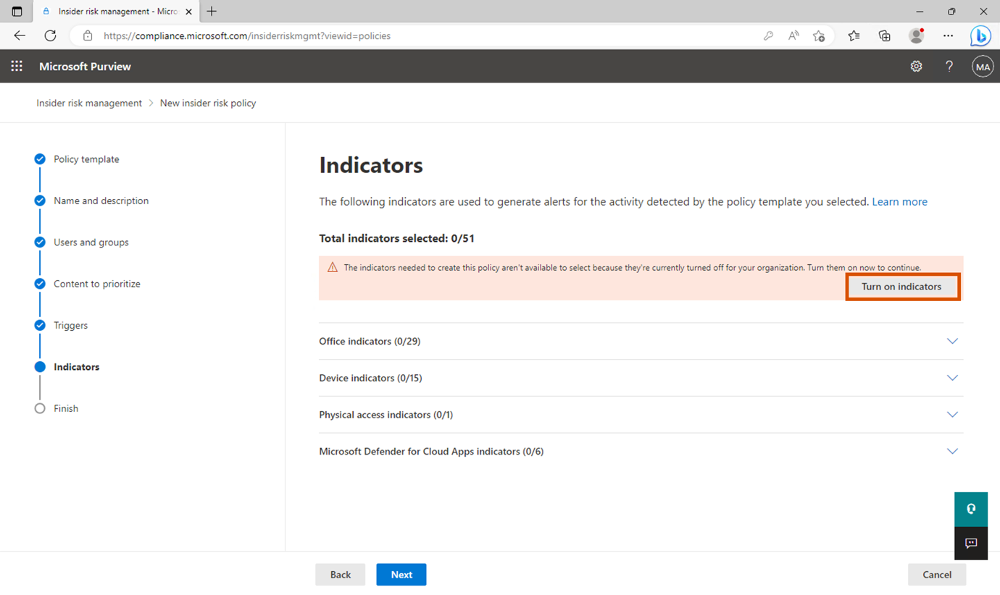 Insider risk management - Micro
https://compliance.microsoft.com/insiderriskmgmt?viewid=policies
Microsoft Purview
?
MA
Insider risk management > New insider risk policy
Policy template
Name and description
Users and groups
Content to prioritize
Triggers
Indicators
Finish
Indicators
The following indicators are used to generate alerts for the activity detected by the policy template you selected. Learn more
Total indicators selected: 0/51
The indicators needed to create this policy aren't available to select because they're currently turned off for your organization. Turn them on now to continue.
Turn on indicators
Office indicators (0/29)
Device indicators (0/15)
Physical access indicators (0/1)
Microsoft Defender for Cloud Apps indicators (0/6)
Back
Next
Cancel